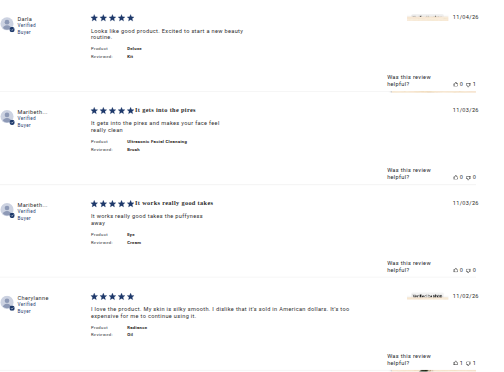 Darla
Verified
Buyer
11/04/26
Looks like good product. Excited to start a new beauty
routine.
Product Deluxe
Reviewed: Kit
Was this review
helpful?
0 1
Maribeth...
Verified
Buyer
It gets into the pires
11/03/26
It gets into the pires and makes your face feel
really clean
Product Ultrasonic Facial Cleansing
Reviewed: Brush
Was this review
helpful?
0 0
Maribeth...
Verified
Buyer
It works really good takes
11/03/26
It works really good takes the puffyness
away
Product Eye
Reviewed: Cream
Was this review
helpful?
0 0
Cherylanne
Verified
Buyer
11/02/26
I love the product. My skin is silky smooth. I dislike that it's sold in American dollars. It's too
expensive for me to continue using it.
Product Radiance
Reviewed: Oil
Was this review
helpful?
1 1